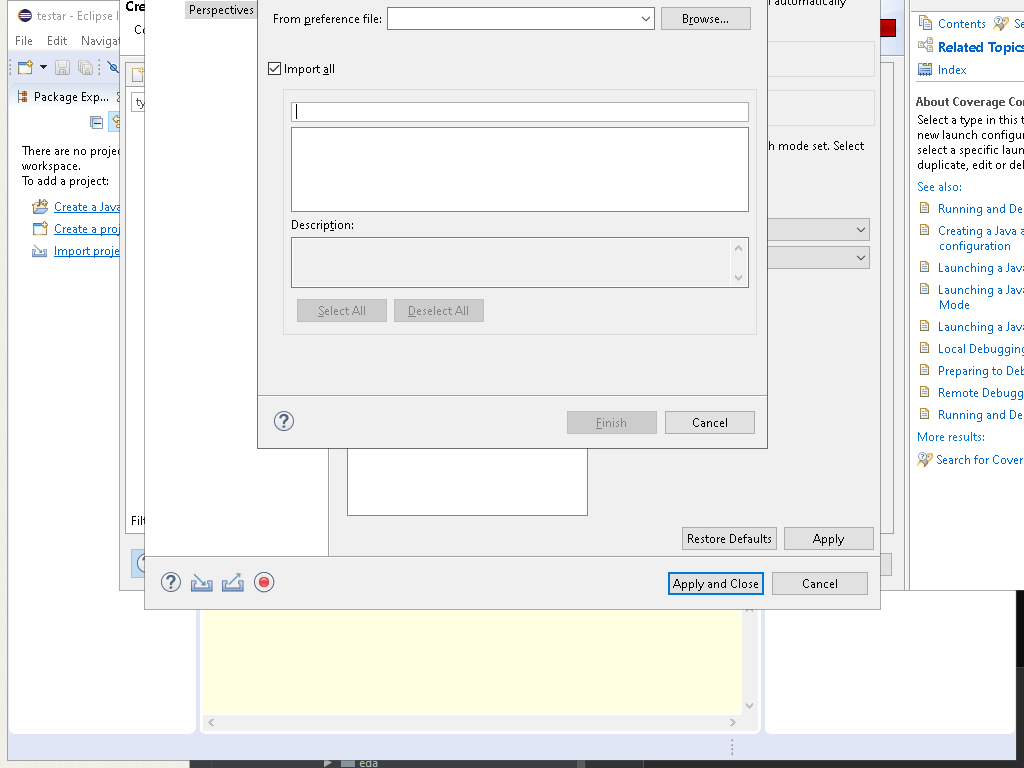 testar - Eclipse I
File Edit Navigat
Package Exp...
There are no proje
workspace.
To add a project:
Create a Java
Create a proj
Import proje
Cre
Co
ty
Filt
Perspectives
From preference file:
Browse...
Import all
Description:
Select All
Deselect All
Finish
Cancel
automatically
h mode set. Select
Restore Defaults
Apply
Apply and Close
Cancel
Contents
Se
Related Topics
Index
About Coverage Co
Select a type in this t
new launch configur
select a specific laun
duplicate, edit or del
See also:
Running and De
Creating a Java a
configuration
Launching a Java
Launching a Java
Mode
Launching a Java
Local Debugging
Preparing to Deb
Remote Debugg
Running and De
More results:
Search for Cover
eda